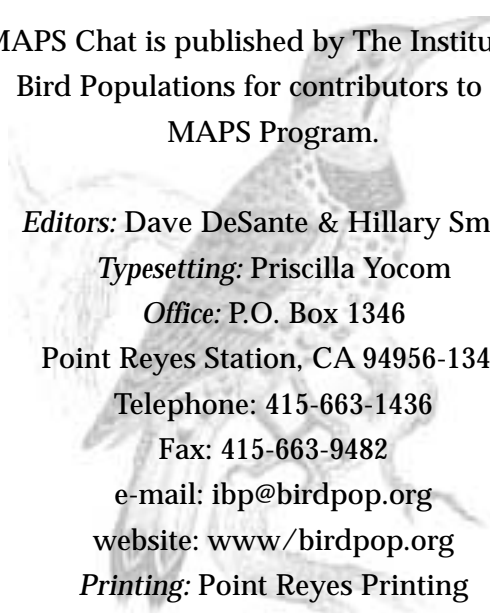 MAPS Chat is published by The Institu
Bird Populations for contributors to
MAPS Program.
Editors: Dave DeSante & Hillary Sm
Typesetting: Priscilla Yocom
Office: P.O. Box 1346
Point Reyes Station, CA 94956-134
Telephone: 415-663-1436
Fax: 415-663-9482
e-mail: ibp@birdpop.org
website: www/birdpop.org
Printing: Point Reyes Printing